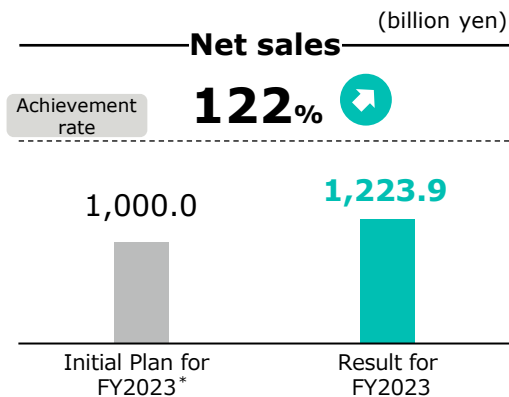 (billion yen)
Net sales
Achievement
rate
122%
1,000.0
1,223.9
Initial Plan for
FY2023*
Result for
FY2023